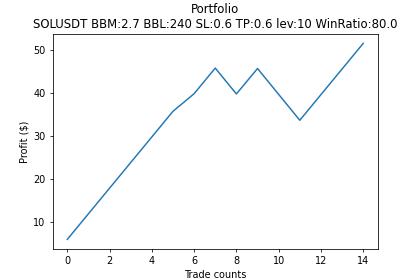 Portfolio
SOLUSDT BBM:2.7 BBL:240 SL:0.6 TP:0.6 lev:10 WinRatio:80.0
50
40
30
20
10
Profit ($)
0 2 4 6 8 10 12 14
Trade counts